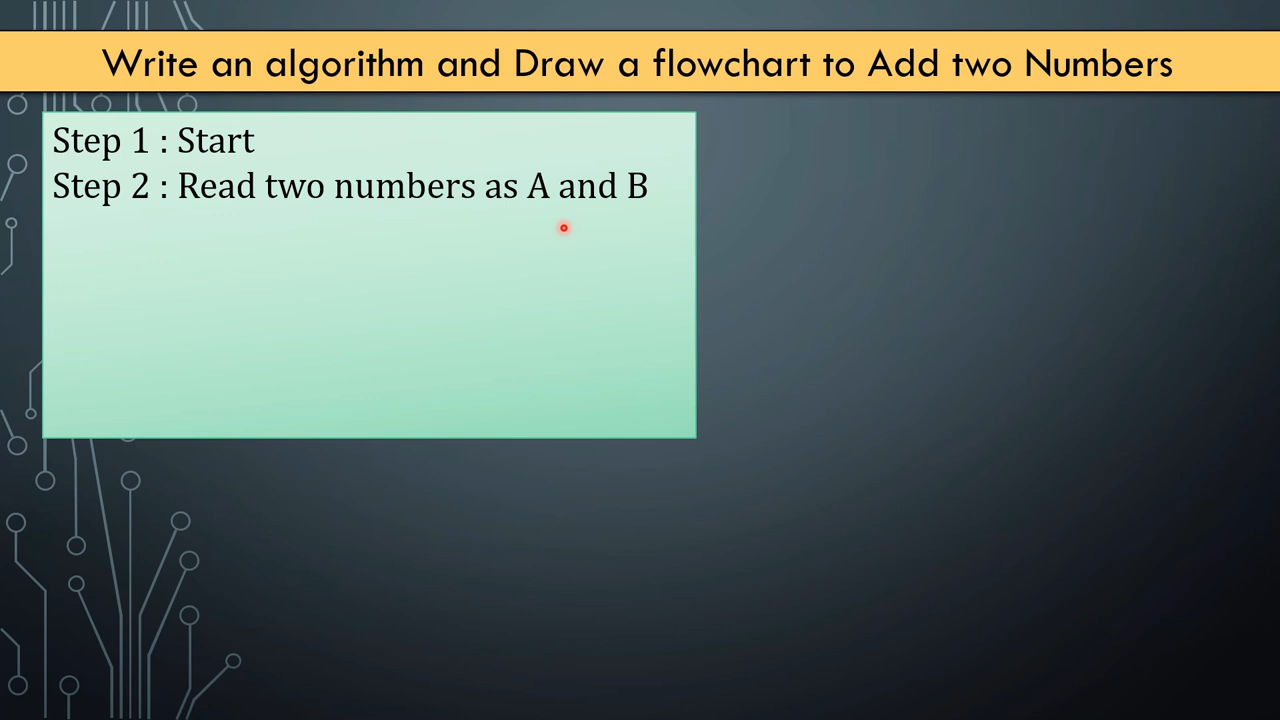 Write an algorithm and Draw a flowchart to Add two Numbers
Step 1 : Start
Step 2 : Read two numbers as A and B